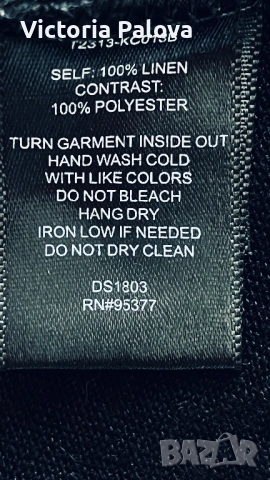 Victoria Palova
SELF: 100% LINEN
CONTRAST:
100% POLYESTER
TURN GARMENT INSIDE OUT
HAND WASH COLD
WITH LIKE COLORS
DO NOT BLEACH
HANG DRY
IRON LOW IF NEEDED
DO NOT DRY CLEAN
DS1803
RN#95377
BAZAR